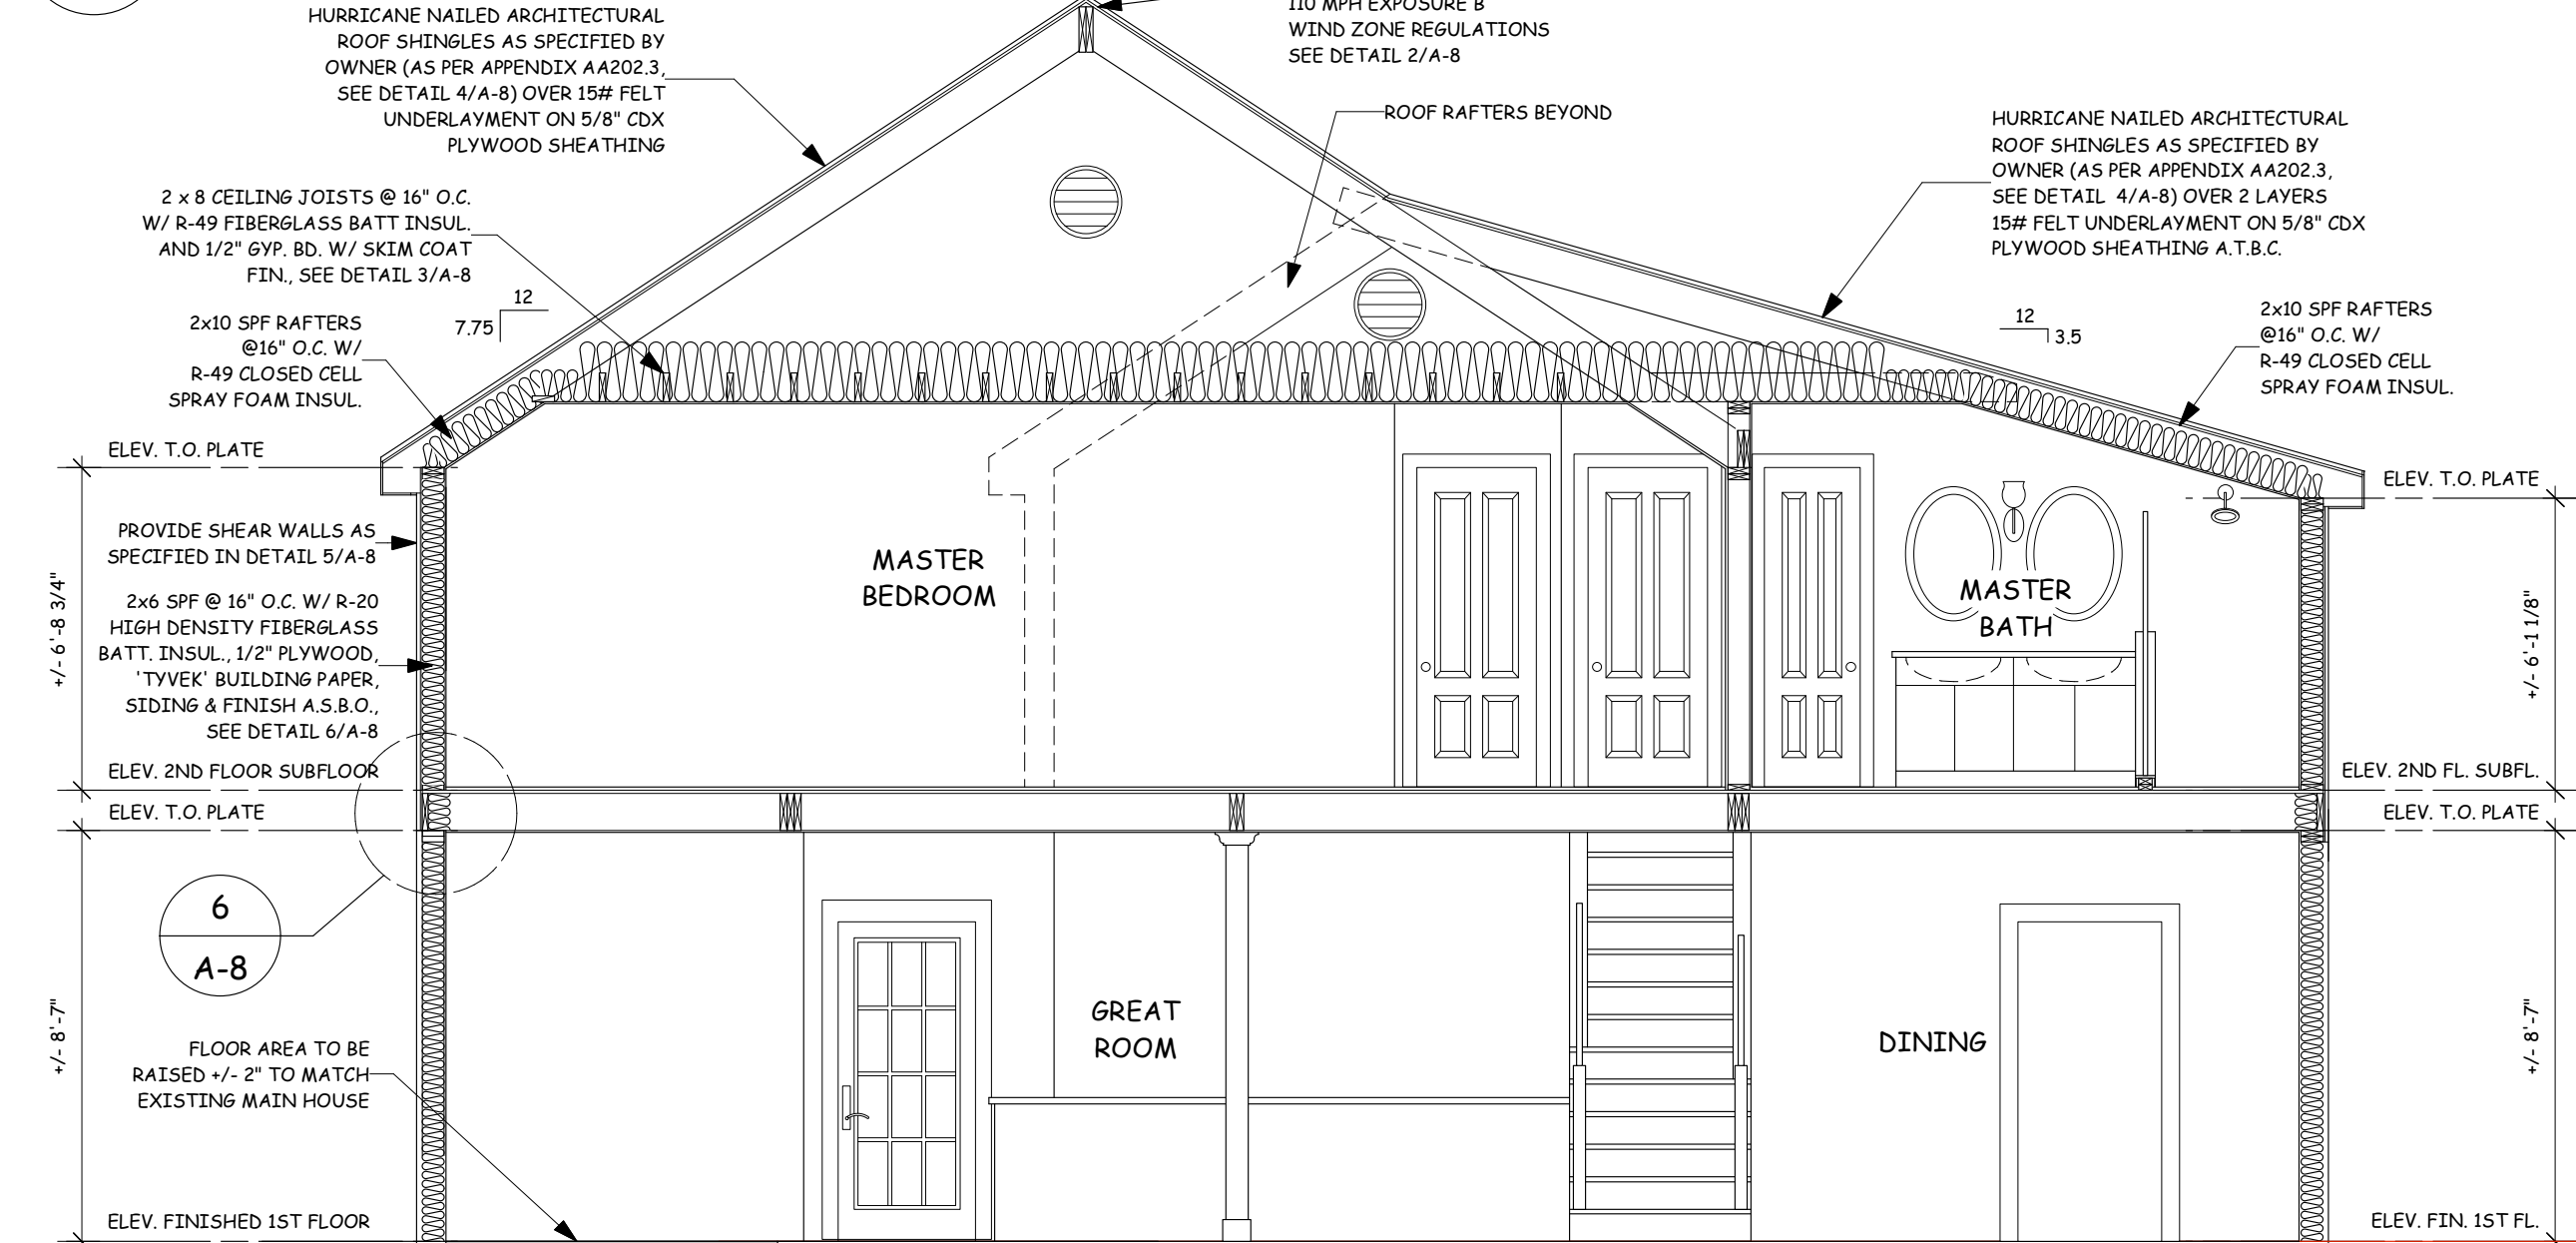 HURRICANE NAILED ARCHITECTURAL
ROOF SHINGLES AS SPECIFIED BY
OWNER (AS PER APPENDIX AA202.3,
SEE DETAIL 4/A-8) OVER 15# FELT
UNDERLAYMENT ON 5/8" CDX
PLYWOOD SHEATHING
110 MPH EXPOSURE B
WIND ZONE REGULATIONS
SEE DETAIL 2/A-8
ROOF RAFTERS BEYOND
HURRICANE NAILED ARCHITECTURAL
ROOF SHINGLES AS SPECIFIED BY
OWNER (AS PER APPENDIX AA202.3,
SEE DETAIL 4/A-8) OVER 2 LAYERS
15# FELT UNDERLAYMENT ON 5/8" CDX
PLYWOOD SHEATHING A.T.B.C.
2 x 8 CEILING JOISTS @ 16" O.C.
W/ R-49 FIBERGLASS BATT INSUL.
AND 1/2" GYP. BD. W/ SKIM COAT
FIN., SEE DETAIL 3/A-8
12
7.75
12
3.5
2x10 SPF RAFTERS
@16" O.C. W/
R-49 CLOSED CELL
SPRAY FOAM INSUL.
2x10 SPF RAFTERS
@16" O.C. W/
R-49 CLOSED CELL
SPRAY FOAM INSUL.
ELEV. T.O. PLATE
ELEV. T.O. PLATE
PROVIDE SHEAR WALLS AS
SPECIFIED IN DETAIL 5/A-8
+/- 6'-8 3/4"
2x6 SPF @ 16" O.C. W/ R-20
HIGH DENSITY FIBERGLASS
BATT. INSUL., 1/2" PLYWOOD,
'TYVEK' BUILDING PAPER,
SIDING & FINISH A.S.B.O.,
SEE DETAIL 6/A-8
MASTER
BEDROOM
MASTER
BATH
+/- 6'-1 1/8"
ELEV. 2ND FLOOR SUBFLOOR
ELEV. T.O. PLATE
ELEV. 2ND FL. SUBFL.
ELEV. T.O. PLATE
6
A-8
+/- 8'-7"
FLOOR AREA TO BE
RAISED +/- 2" TO MATCH
EXISTING MAIN HOUSE
GREAT
ROOM
DINING
+/- 8'-7"
ELEV. FINISHED 1ST FLOOR
ELEV. FIN. 1ST FL.